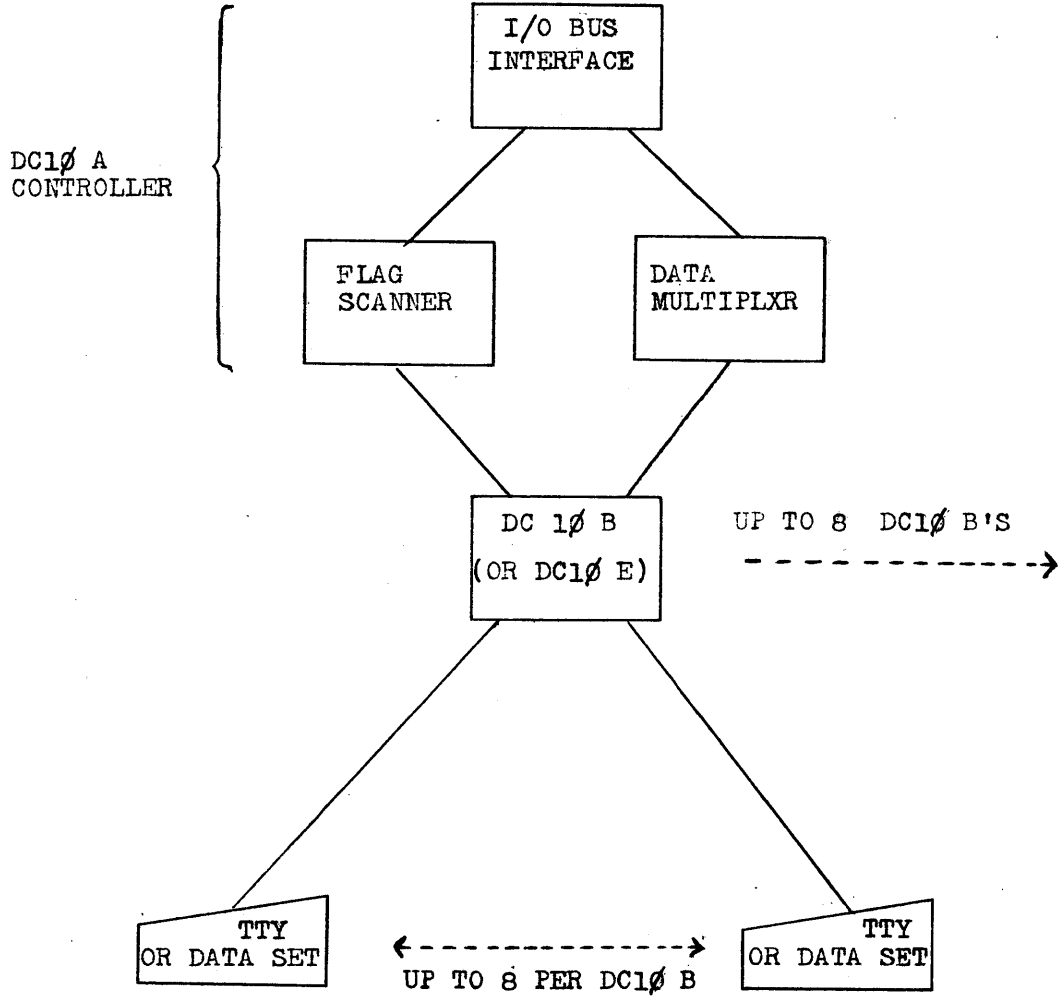 I/O BUS
INTERFACE
DC1Ø A
CONTROLLER
FLAG
SCANNER
DATA
MULTIPLXR
DC 1Ø B
(OR DC1Ø E)
UP TO 8 DC1Ø B'S
TTY
OR DATA SET
UP TO 8 PER DC1Ø B
TTY
OR DATA SET